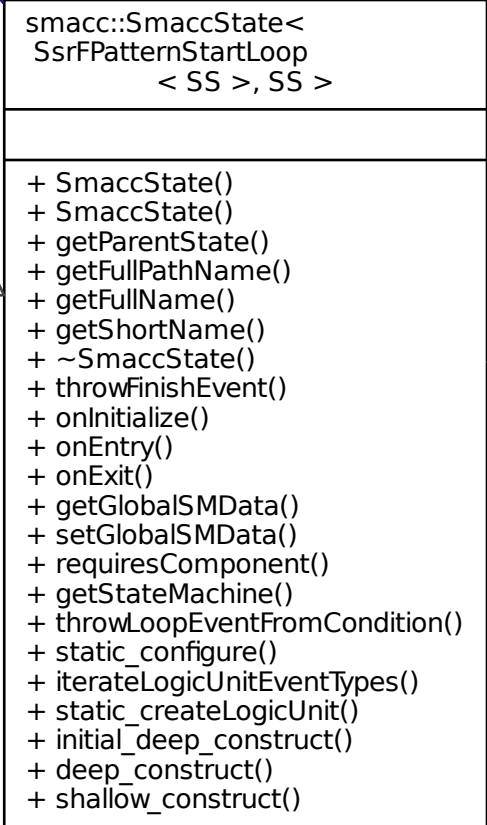 smacc::SmaccState<
SsrFPatternStartLoop
< SS >, SS >
+ SmaccState()
+ SmaccState()
+ getParentState()
+ getFullPathName()
+ getFullName()
+ getShortName()
+ ~SmaccState()
+ throwFinishEvent()
+ onInitialize()
+ onEntry()
+ onExit()
+ getGlobalSMData()
+ setGlobalSMData()
+ requiresComponent()
+ getStateMachine()
+ throwLoopEventFromCondition()
+ static_configure()
+ iterateLogicUnitEventTypes()
+ static_createLogicUnit()
+ initial_deep_construct()
+ deep_construct()
+ shallow_construct()